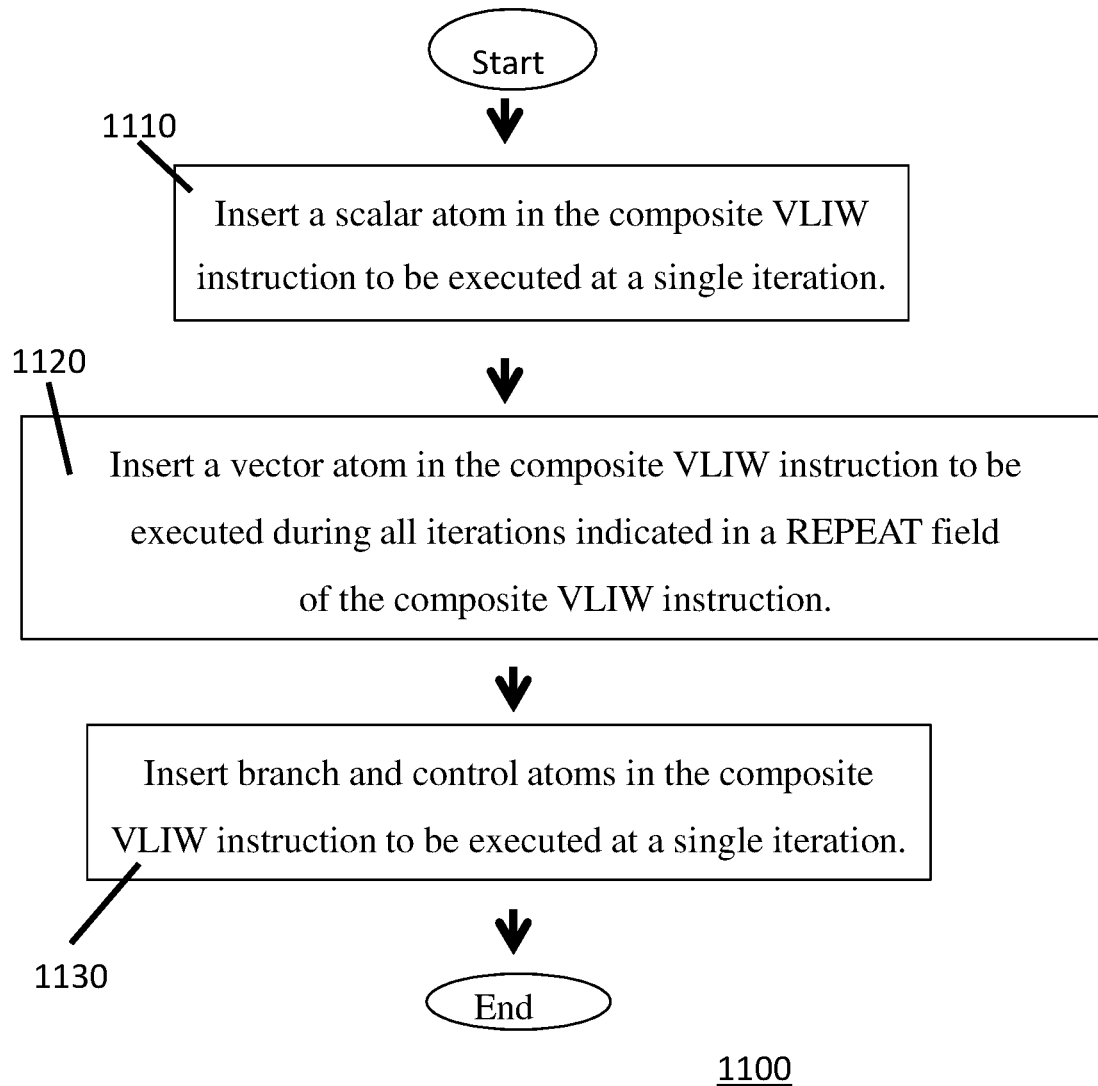 Start
1110
Insert a scalar atom in the composite VLIW
instruction to be executed at a single iteration.
1120
Insert a vector atom in the composite VLIW instruction to be
executed during all iterations indicated in a REPEAT field
of the composite VLIW instruction.
Insert branch and control atoms in the composite
VLIW instruction to be executed at a single iteration.
1130
End
1100